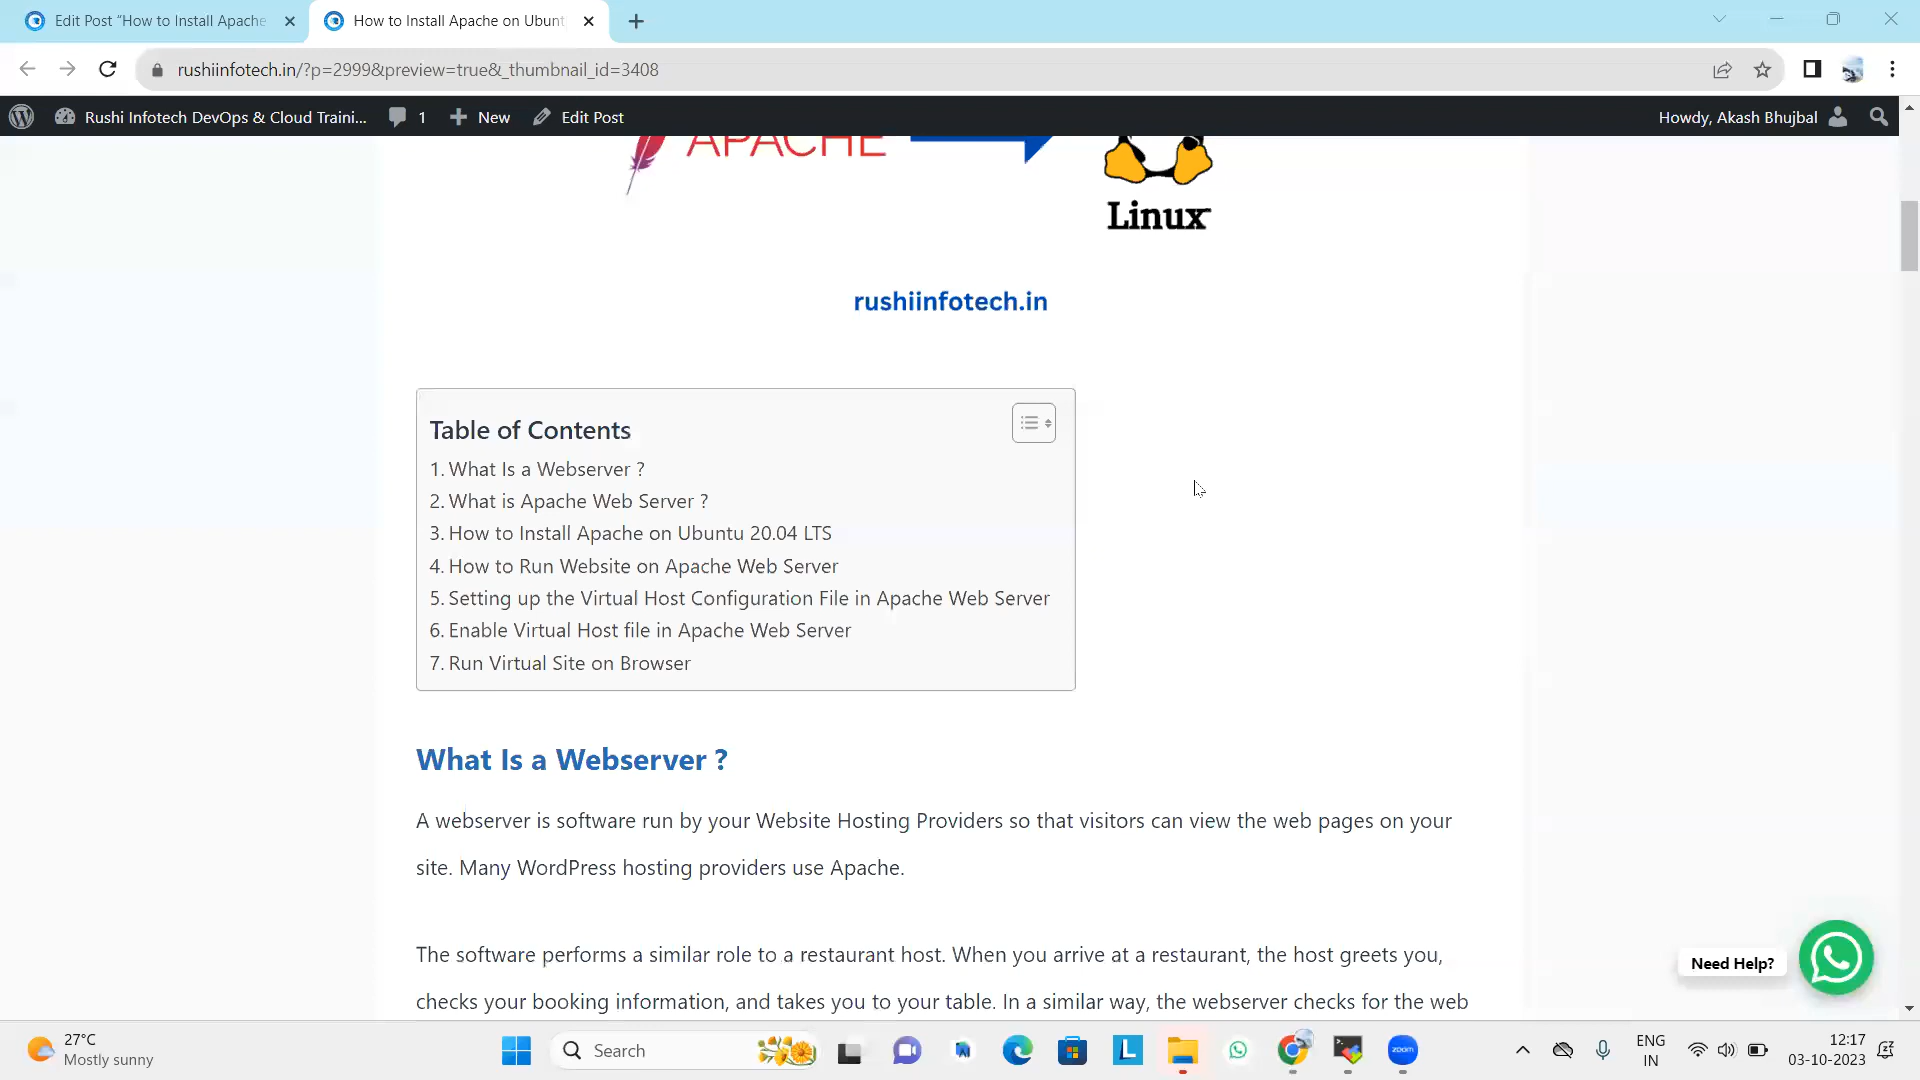 Edit Post “How to Install Apache
How to Install Apache on Ubunt
rushiinfotech.in/?p=2999&preview=true&_thumbnail_id=3408
Rushi Infotech DevOps & Cloud Traini...
1
New
Edit Post
Howdy, Akash Bhujbal
APACHE
Linux
rushiinfotech.in
Table of Contents
1. What Is a Webserver ?
2. What is Apache Web Server ?
3. How to Install Apache on Ubuntu 20.04 LTS
4. How to Run Website on Apache Web Server
5. Setting up the Virtual Host Configuration File in Apache Web Server
6. Enable Virtual Host file in Apache Web Server
7. Run Virtual Site on Browser
What Is a Webserver ?
A webserver is software run by your Website Hosting Providers so that visitors can view the web pages on your
site. Many WordPress hosting providers use Apache.
The software performs a similar role to a restaurant host. When you arrive at a restaurant, the host greets you,
checks your booking information, and takes you to your table. In a similar way, the webserver checks for the web
Need Help?
27°C
Mostly sunny
Search
L
zoom
ENG
IN
12:17
03-10-2023